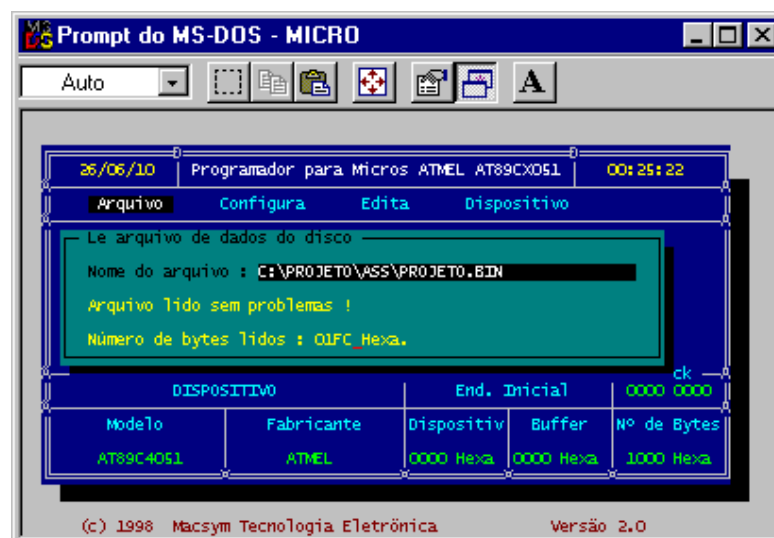 MS DOS Prompt do MS-DOS - MICRO
Auto A
26/06/10 Programador para Micros ATMEL AT89CX051 00:25:22
Arquivo Configura Edita Dispositivo
Le arquivo de dados do disco
Nome do arquivo : C:\PROJETO\ASS\PROJETO.BIN
Arquivo lido sem problemas !
Número de bytes lidos : 01FC_Hexa.
ck
DISPOSITIVO End. Inicial 0000 0000
Modelo Fabricante Dispositiv Buffer Nº de Bytes
AT89C4051 ATMEL 0000 Hexa 0000 Hexa 1000 Hexa
(c) 1998 Macsym Tecnologia Eletrônica Versão 2.0